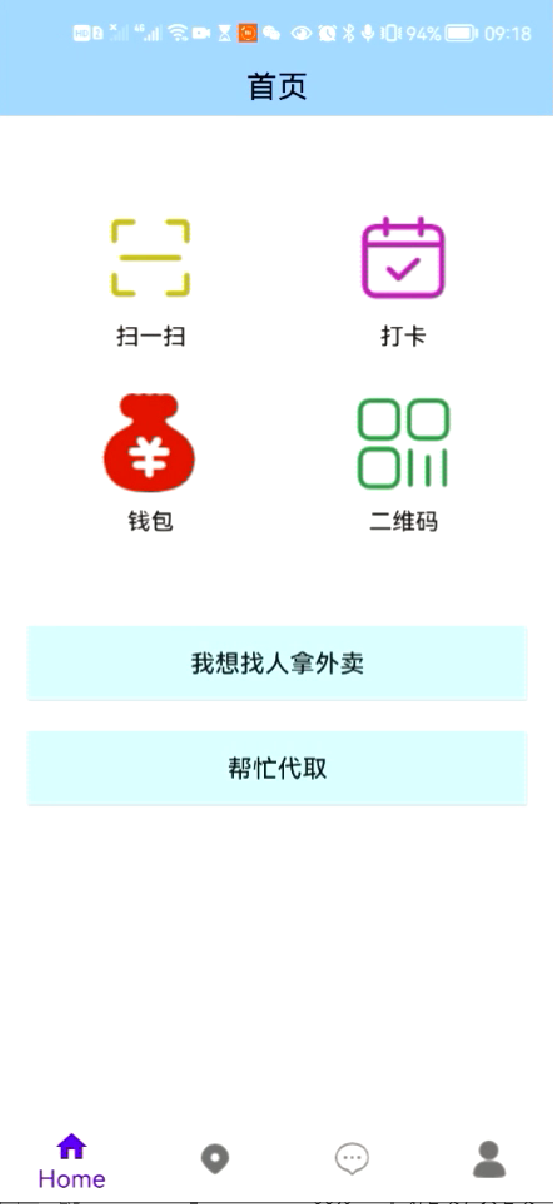 94% 09:18
首页
扫一扫 打卡
钱包 二维码
我想找人拿外卖
帮忙代取
Home